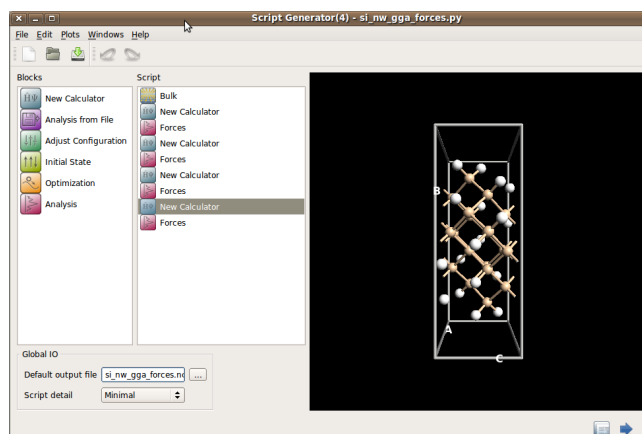 Script Generator(4) - si_nw_gga_forces.py
File Edit Plots Windows Help
Blocks
New Calculator
Analysis from File
Adjust Configuration
Initial State
Optimization
Analysis
Script
Bulk
New Calculator
Forces
New Calculator
Forces
New Calculator
Forces
New Calculator
Forces
B
A
C
Global IO
Default output file si_nw_gga_forces.nc ...
Script detail Minimal